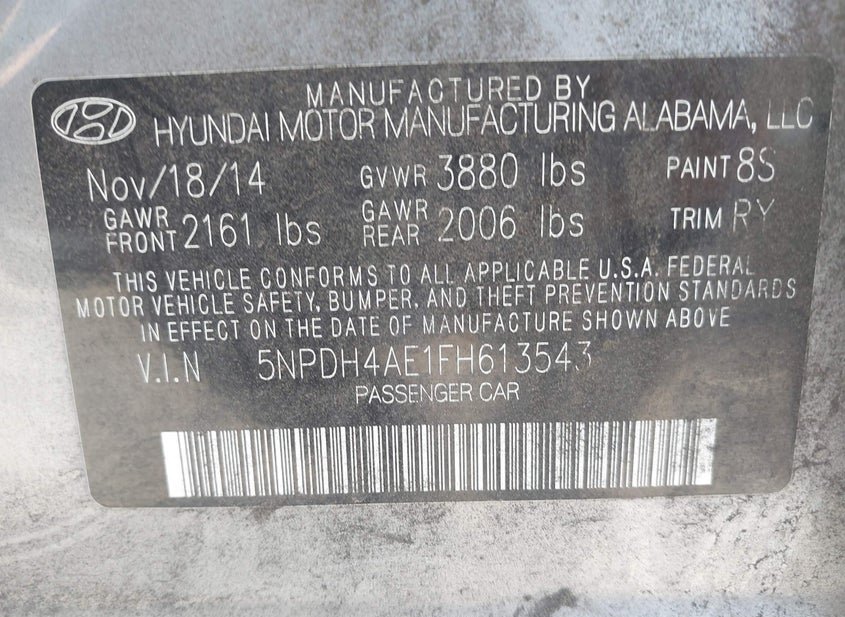 MANUFACTURED BY
HYUNDAI MOTOR MANUFACTURING ALABAMA, LLC
Nov/18/14 GVWR 3880 lbs PAINT 8S
GAWR FRONT 2161 lbs GAWR REAR 2006 lbs TRIM RY
THIS VEHICLE CONFORMS TO ALL APPLICABLE U.S.A. FEDERAL
MOTOR VEHICLE SAFETY, BUMPER, AND THEFT PREVENTION STANDARDS
IN EFFECT ON THE DATE OF MANUFACTURE SHOWN ABOVE
V.I.N 5NPDH4AE1FH613543
PASSENGER CAR